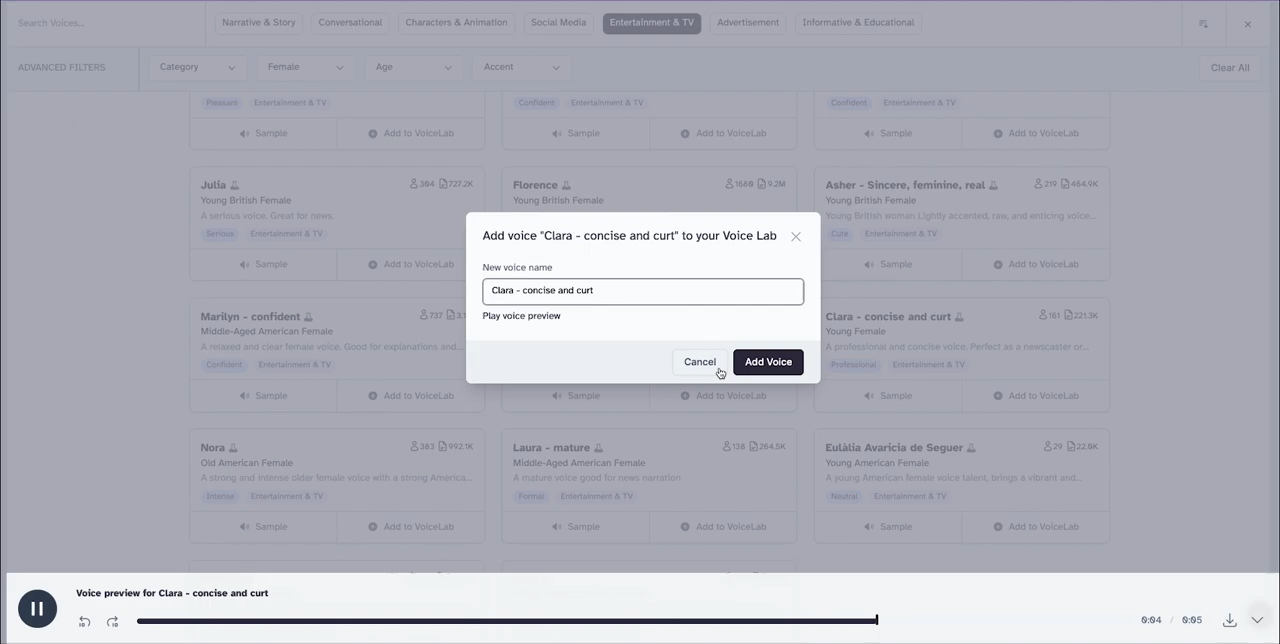 Search Voices...
Narrative & Story
Conversational
Characters & Animation
Social Media
Entertainment & TV
Advertisement
Informative & Educational
ADVANCED FILTERS
Category
Female
Age
Accent
Clear All
Pleasant Entertainment & TV
Confident Entertainment & TV
Confident Entertainment & TV
Sample Add to VoiceLab
Sample Add to VoiceLab
Sample Add to VoiceLab
Julia 304 727.2K
Young British Female
A serious voice. Great for news.
Serious Entertainment & TV
Sample Add to VoiceLab
Florence 1680 9.2M
Young British Female
Asher - Sincere, feminine, real 219 464.9K
Young British woman Lightly accented, raw, and enticing voice...
Cute Entertainment & TV
Sample Add to VoiceLab
Add voice "Clara - concise and curt" to your Voice Lab
New voice name
Clara - concise and curt
Play voice preview
Cancel
Add Voice
Marilyn - confident 737
Middle-Aged American Female
A relaxed and clear female voice. Good for explanations and...
Confident Entertainment & TV
Sample Add to VoiceLab
Sample Add to VoiceLab
Clara - concise and curt 161 221.3K
Young Female
A professional and concise voice. Perfect as a newscaster or...
Professional Entertainment & TV
Sample Add to VoiceLab
Nora 383 992.1K
Old American Female
A strong and intense older female voice with a strong America...
Intense Entertainment & TV
Sample Add to VoiceLab
Laura - mature 138 264.5K
Middle-Aged American Female
A mature voice good for news narration
Formal Entertainment & TV
Sample Add to VoiceLab
Eulàlia Avaricia de Seguer 29 22.0K
Young American Female
A young American female voice talent, brings a vibrant and...
Neutral Entertainment & TV
Sample Add to VoiceLab
Voice preview for Clara - concise and curt
10
10
0:04 / 0:05